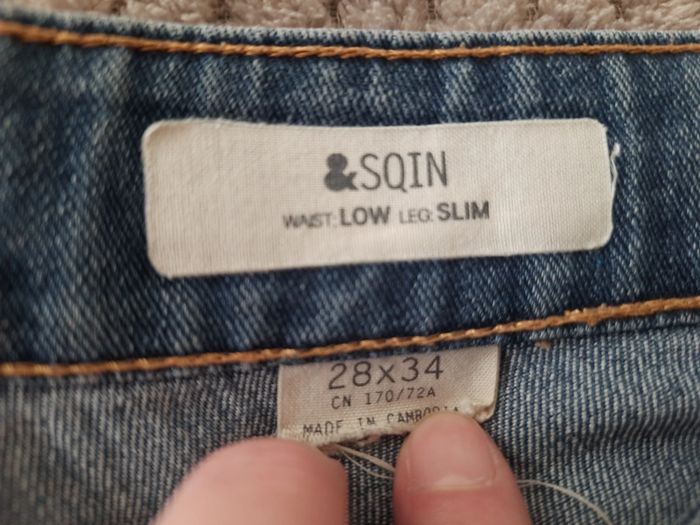 &SQIN
WAIST: LOW LEG: SLIM
28x34
CN 170/72A
MADE IN CAMBODIA